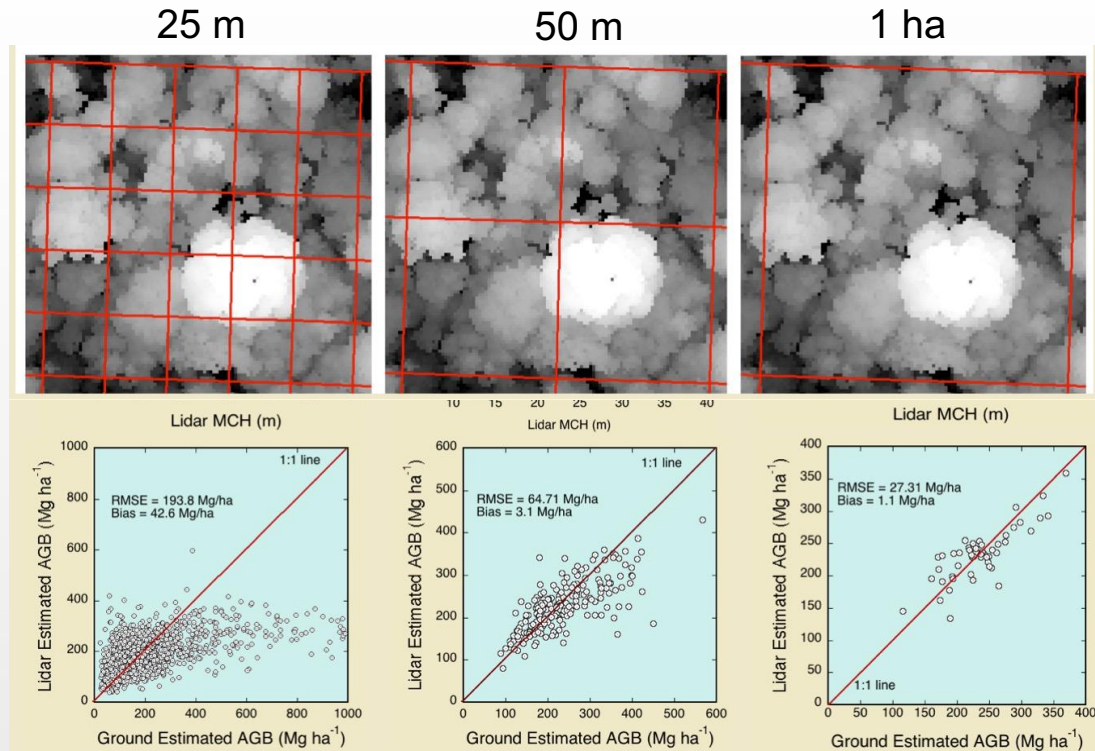 25 m
50 m
1 ha
Lidar MCH (m)
1000
800
600
400
200
0
0 200 400 600 800 1000
1:1 line
RMSE = 193.8 Mg/ha
Bias = 42.6 Mg/ha
Lidar Estimated AGB (Mg ha⁻¹)
Ground Estimated AGB (Mg ha⁻¹)
10 15 20 25 30 35 40
Lidar MCH (m)
600
500
400
300
200
100
0
0 100 200 300 400 500 600
1:1 line
RMSE = 64.71 Mg/ha
Bias = 3.1 Mg/ha
Lidar Estimated AGB (Mg ha⁻¹)
Ground Estimated AGB (Mg ha⁻¹)
Lidar MCH (m)
400
350
300
250
200
150
100
50
0
0 50 100 150 200 250 300 350 400
RMSE = 27.31 Mg/ha
Bias = 1.1 Mg/ha
1:1 line
Lidar Estimated AGB (Mg ha⁻¹)
Ground Estimated AGB (Mg ha⁻¹)